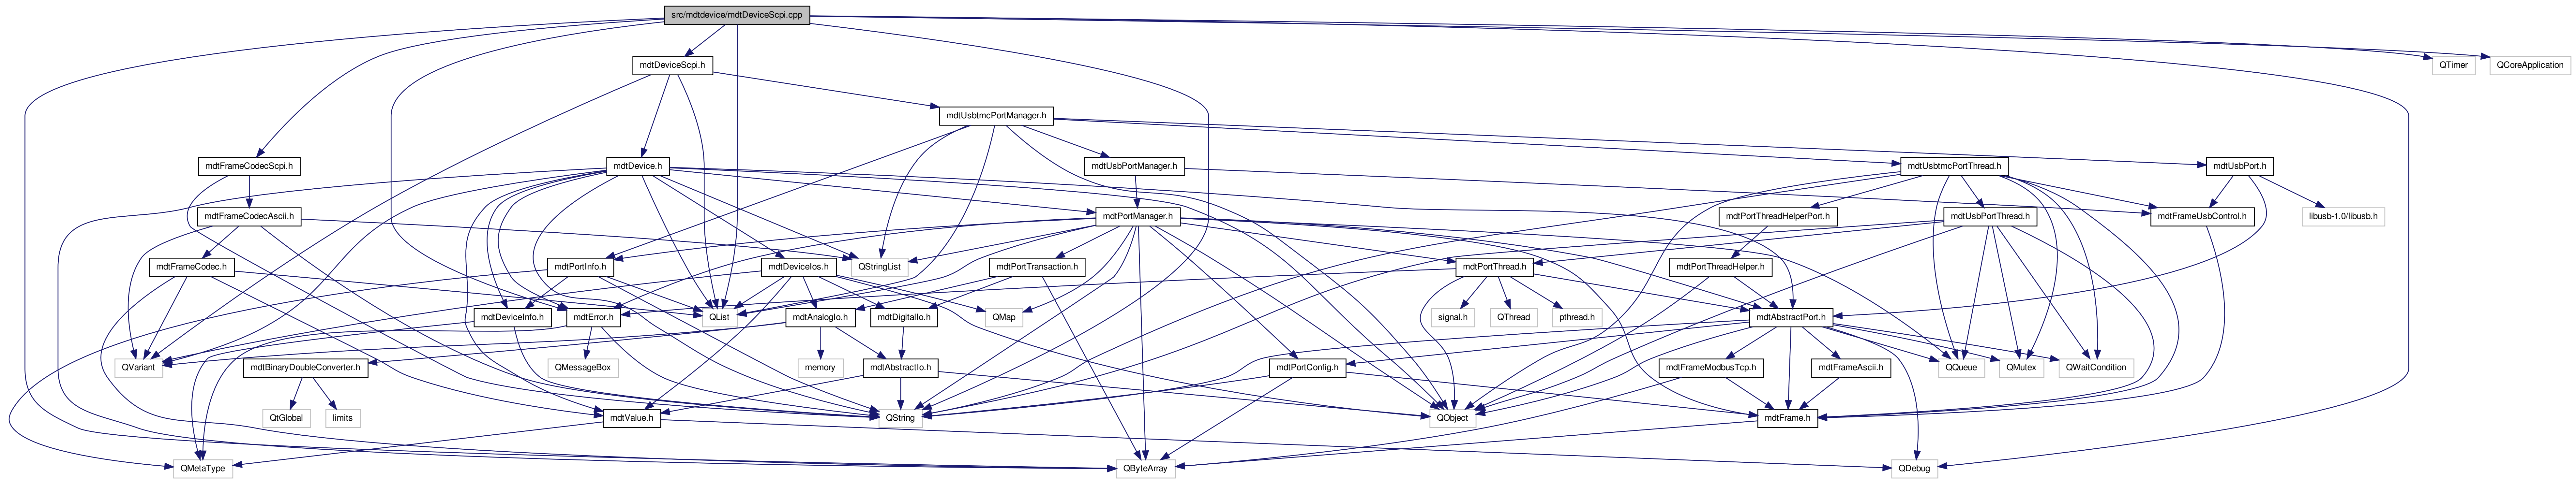 src/mdtdevice/mdtDeviceScpi.cpp
mdtDeviceScpi.h
QTimer
QCoreApplication
mdtUsbtmcPortManager.h
mdtFrameCodecScpi.h
mdtDevice.h
mdtUsbPortManager.h
mdtUsbtmcPortThread.h
mdtUsbPort.h
mdtFrameCodecAscii.h
mdtPortManager.h
mdtPortThreadHelperPort.h
mdtUsbPortThread.h
mdtFrameUsbControl.h
libusb-1.0/libusb.h
mdtFrameCodec.h
mdtPortInfo.h
mdtDeviceIos.h
QStringList
mdtPortTransaction.h
mdtPortThread.h
mdtPortThreadHelper.h
mdtDeviceInfo.h
mdtError.h
QList
mdtAnalogIo.h
mdtDigitalIo.h
QMap
signal.h
QThread
pthread.h
mdtAbstractPort.h
QVariant
mdtBinaryDoubleConverter.h
QMessageBox
memory
mdtAbstractIo.h
mdtPortConfig.h
mdtFrameModbusTcp.h
mdtFrameAscii.h
QQueue
QMutex
QWaitCondition
QtGlobal
limits
mdtValue.h
QString
QObject
mdtFrame.h
QMetaType
QByteArray
QDebug